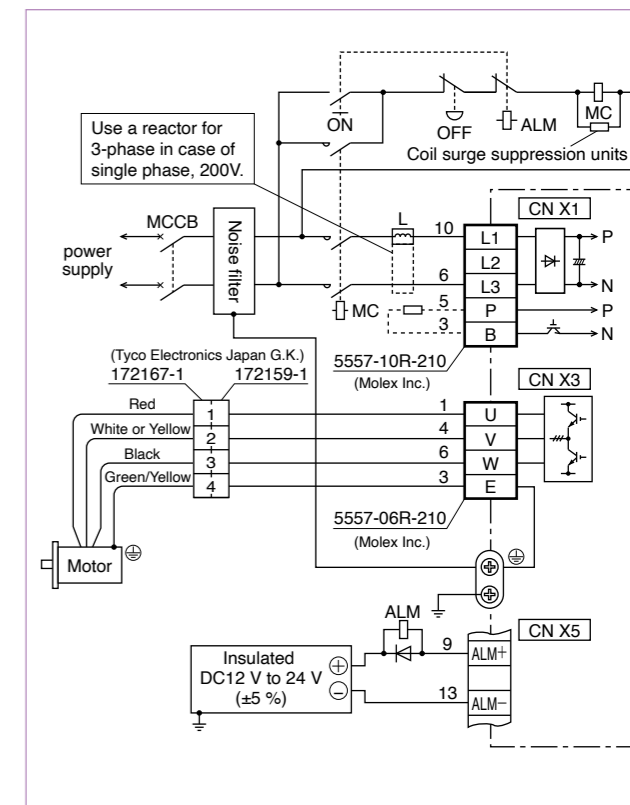 ON
OFF
ALM
MC
Coil surge suppression units
Use a reactor for
3-phase in case of
single phase, 200V.
MCCB
power
supply
Noise filter
L
MC
10
6
5
3
L1
L2
L3
P
B
CN X1
P
N
P
N
5557-10R-210
(Molex Inc.)
(Tyco Electronics Japan G.K.)
172167-1 172159-1
CN X3
Red
White or Yellow
Black
Green/Yellow
1
2
3
4
1
4
6
3
U
V
W
E
5557-06R-210
(Molex Inc.)
Motor
ALM
CN X5
Insulated
DC12 V to 24 V
(±5 %)
+
−
9
13
ALM+
ALM−